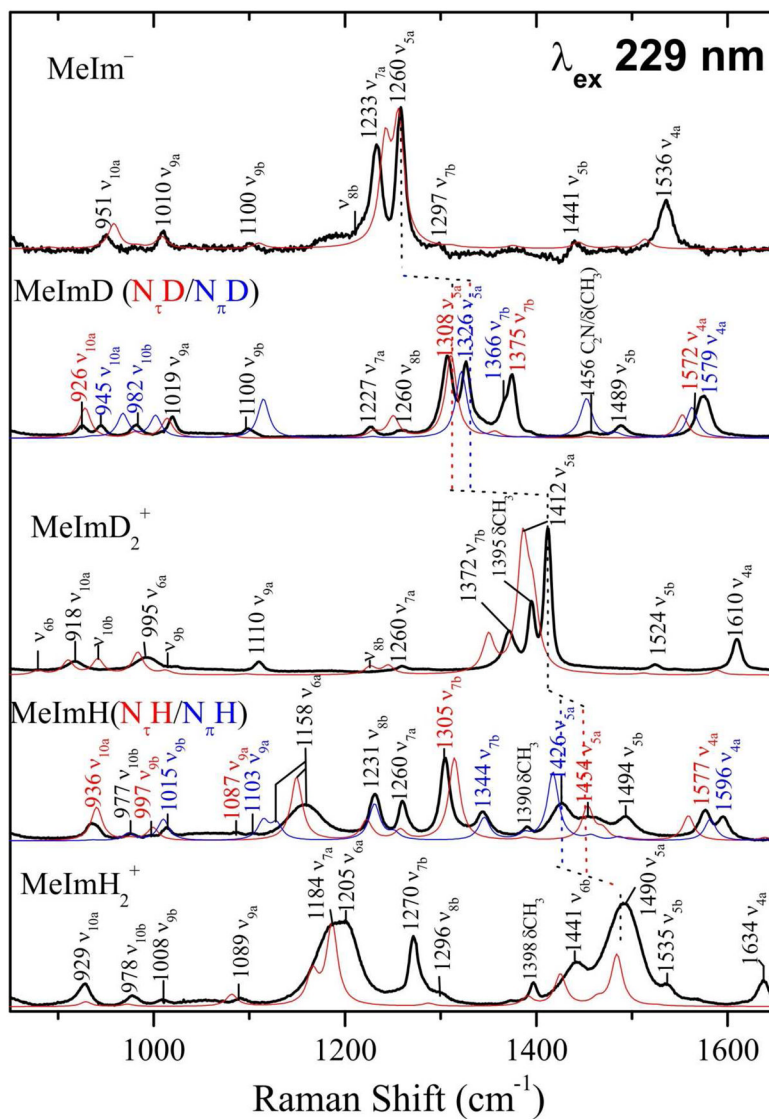 λex 229 nm
MeIm⁻
951 ν10a
1010 ν9a
1100 ν9b
ν8b
1233 ν7a
1260 ν5a
1297 ν7b
1441 ν5b
1536 ν4a
MeImD (NτD/NπD)
926 ν10a
945 ν10a
982 ν10b
1019 ν9a
1100 ν9b
1227 ν7a
1260 ν8b
1308 ν5a
1326 ν5a
1366 ν7b
1375 ν7b
1456 C2N/δ(CH3)
1489 ν5b
1572 ν4a
1579 ν4a
MeImD2⁺
ν6b
918 ν10a
ν10b
995 ν6a
ν9b
1110 ν9a
ν8b
1260 ν7a
1372 ν7b
1395 δCH3
1412 ν5a
1524 ν5b
1610 ν4a
MeImH(NτH/NπH)
936 ν10a
977 ν10b
997 ν9b
1015 ν9b
1087 ν9a
1103 ν9a
1158 ν6a
1231 ν8b
1260 ν7a
1305 ν7b
1344 ν7b
1390 δCH3
1426 ν5a
1454 ν5a
1494 ν5b
1577 ν4a
1596 ν4a
MeImH2⁺
929 ν10a
978 ν10b
1008 ν9b
1089 ν9a
1184 ν7a
1205 ν6a
1270 ν7b
1296 ν8b
1398 δCH3
1441 ν6b
1490 ν5a
1535 ν5b
1634 ν4a
1000 1200 1400 1600
Raman Shift (cm⁻¹)